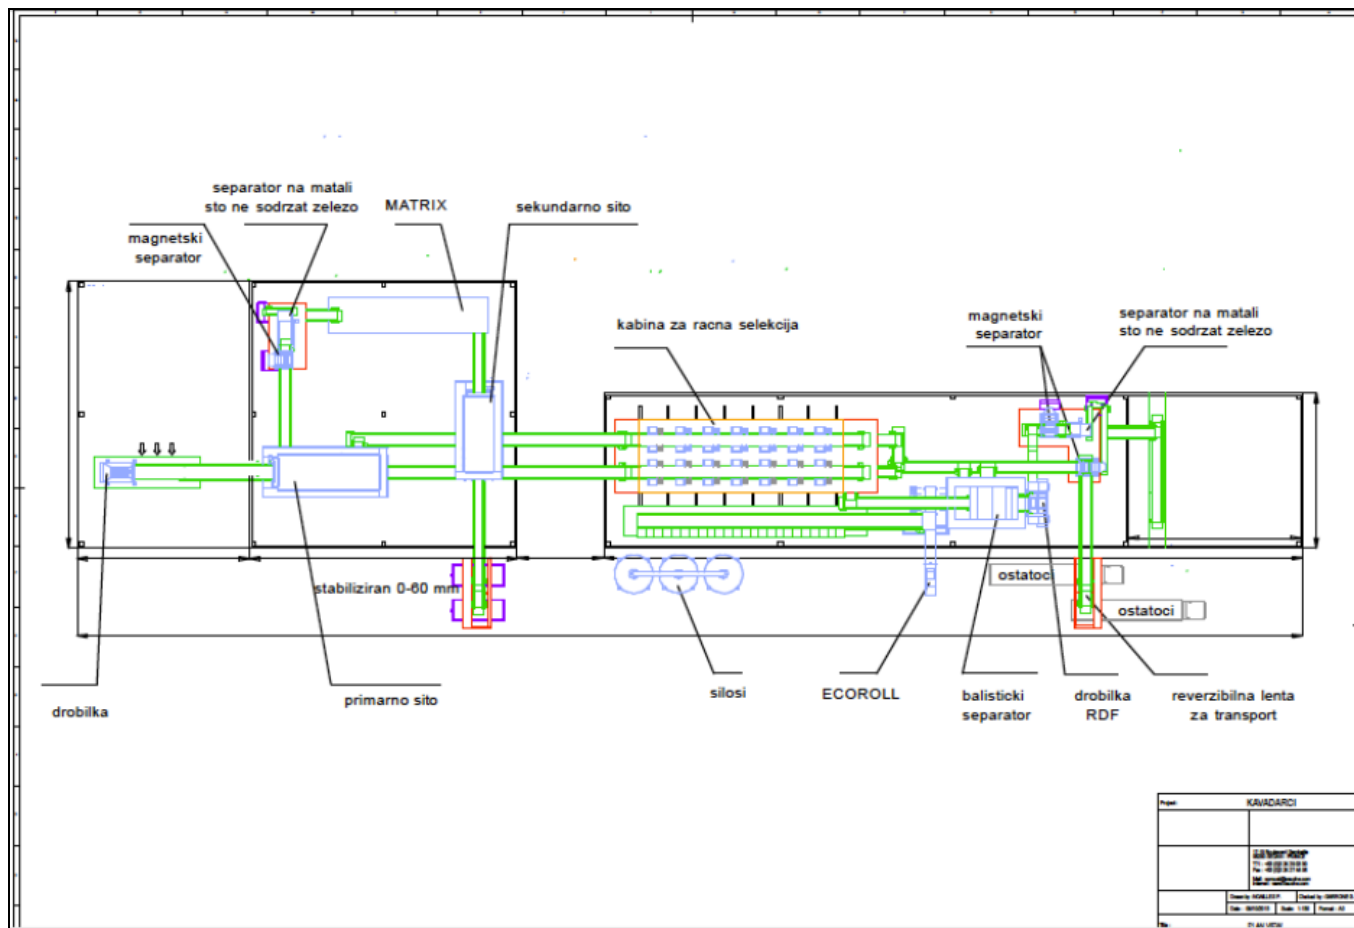 separator na matali
sto ne sodrzat zelezo
MATRIX
sekundarno sito
magnetski
separator
kabina za racna selekcija
magnetski
separator
separator na matali
sto ne sodrzat zelezo
stabiliziran 0-60 mm
ostatoci
ostatoci
drobilka
primarno sito
silosi
ECOROLL
balisticki
separator
drobilka
RDF
reverzibilna lenta
za transport
Projet:
KAVADARCI